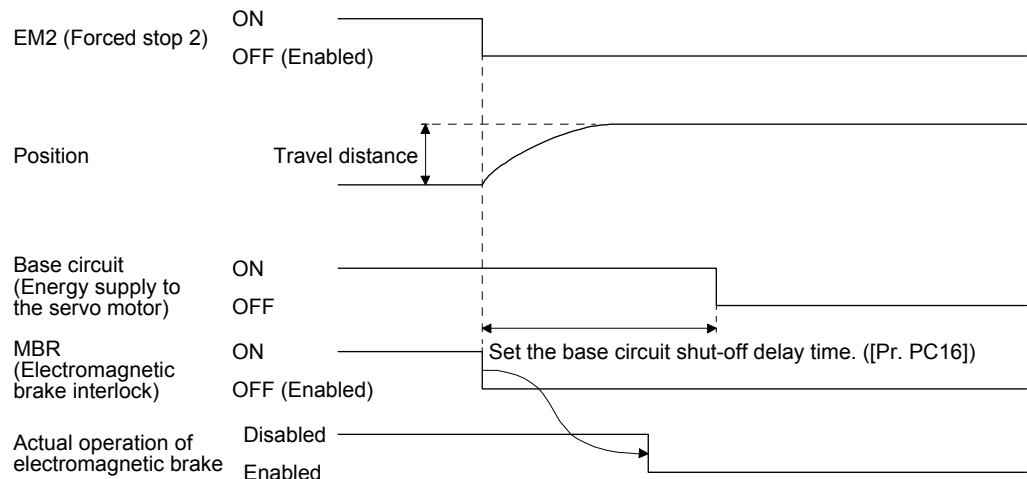 EM2 (Forced stop 2)
ON
OFF (Enabled)
Position
Travel distance
Base circuit
(Energy supply to
the servo motor)
ON
OFF
MBR
(Electromagnetic
brake interlock)
ON
OFF (Enabled)
Set the base circuit shut-off delay time. ([Pr. PC16])
Actual operation of
electromagnetic brake
Disabled
Enabled